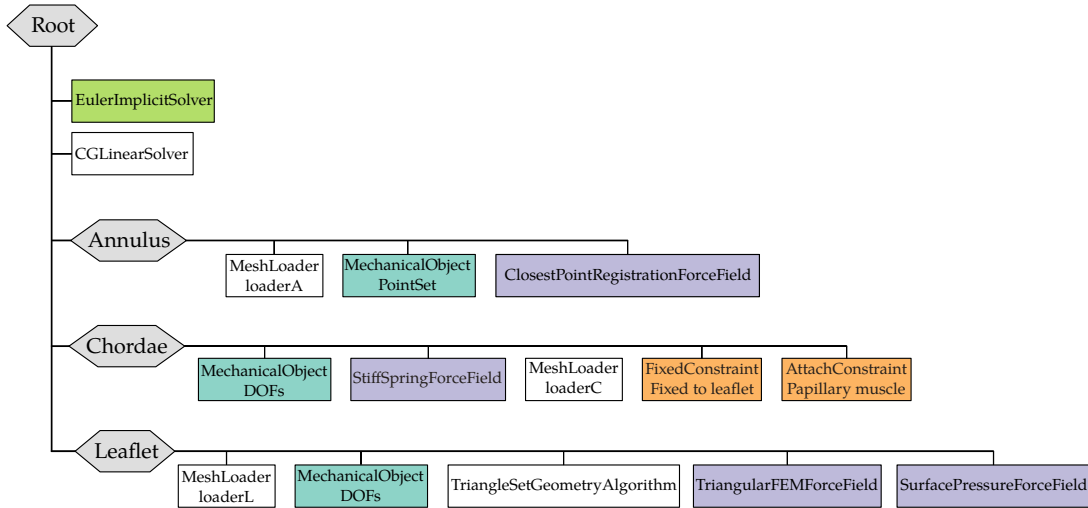 Root
EulerImplicitSolver
CGLinearSolver
Annulus
MeshLoader
loaderA
MechanicalObject
PointSet
ClosestPointRegistrationForceField
Chordae
MechanicalObject
DOFs
StiffSpringForceField
MeshLoader
loaderC
FixedConstraint
Fixed to leaflet
AttachConstraint
Papillary muscle
Leaflet
MeshLoader
loaderL
MechanicalObject
DOFs
TriangleSetGeometryAlgorithm
TriangularFEMForceField
SurfacePressureForceField